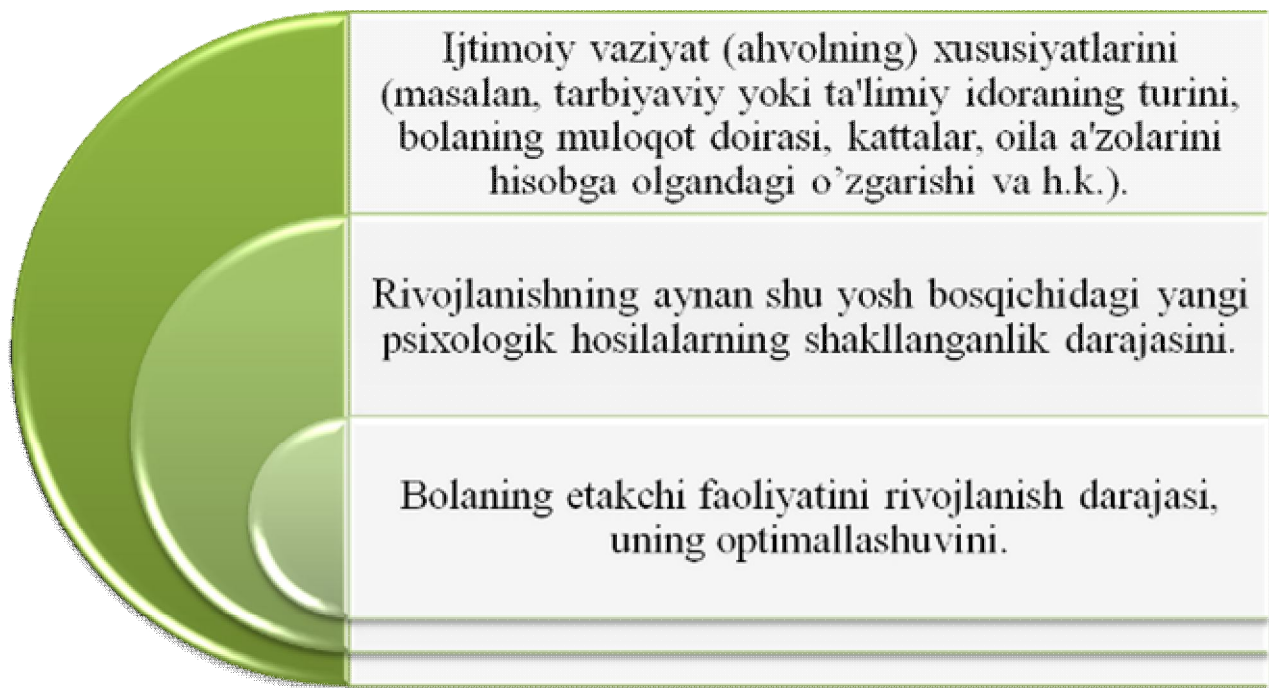 Ijtimoiy vaziyat (ahvolning) xususiyatlarini
(masalan, tarbiyaviy yoki ta'limiy idoraning turini,
bolaning muloqot doirasi, kattalar, oila a'zolarini
hisobga olgandagi o’zgarishi va h.k.).
Rivojlanishning aynan shu yosh bosqichidagi yangi
psixologik hosilalarning shakllanganlik darajasini.
Bolaning etakchi faoliyatini rivojlanish darajasi,
uning optimallashuvini.